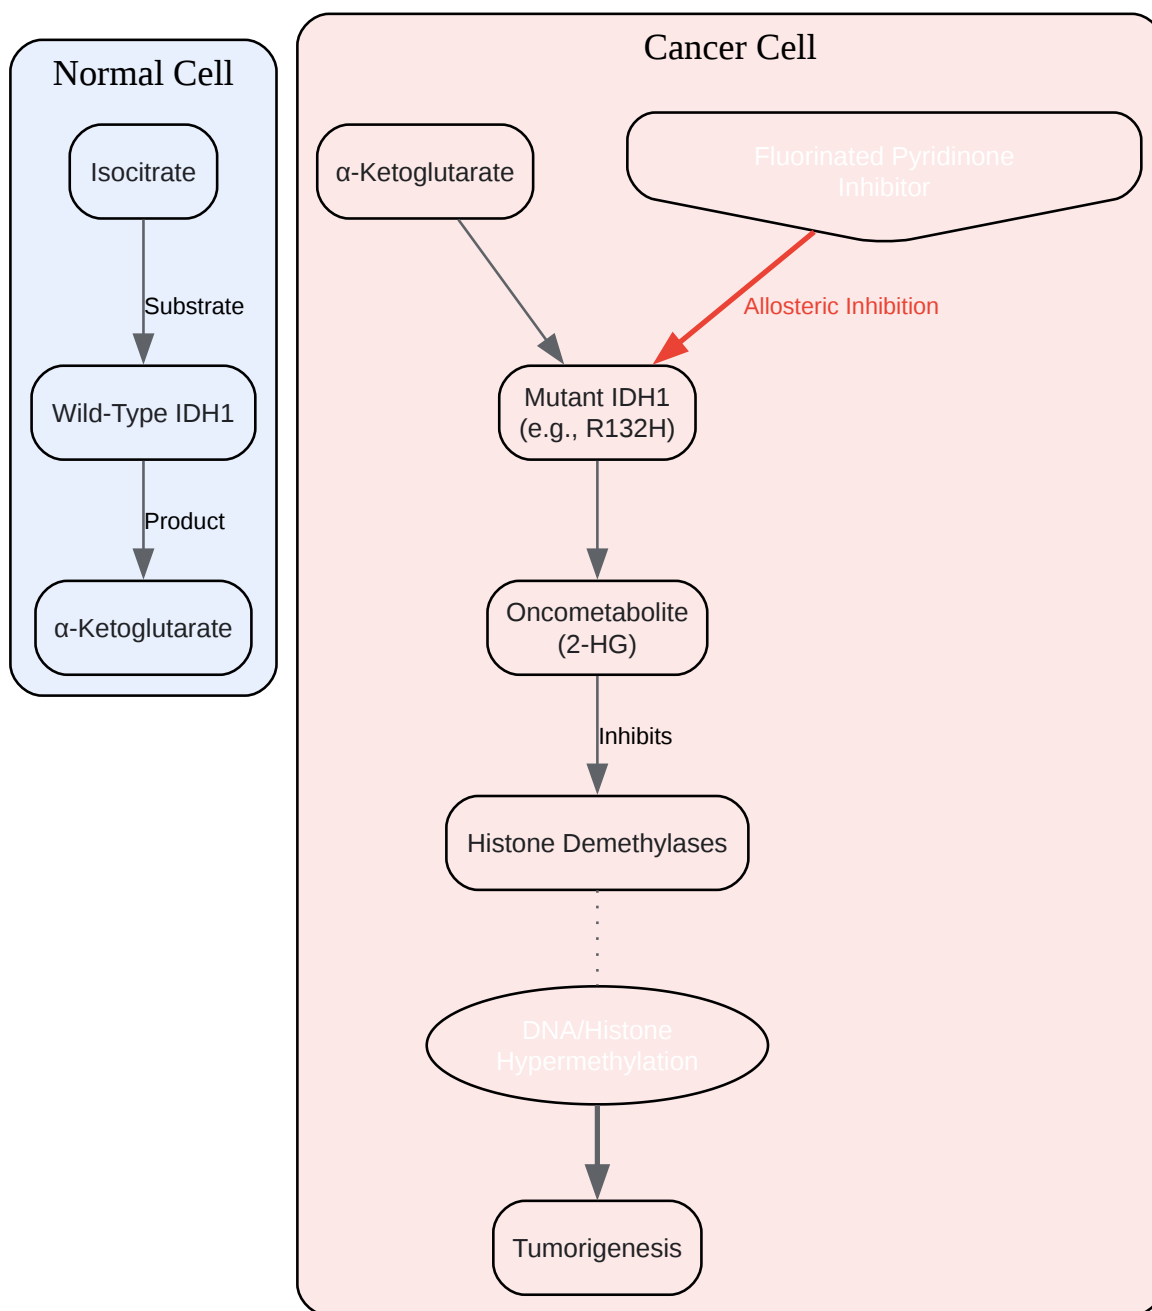 Normal Cell
Isocitrate
Substrate
Wild-Type IDH1
Product
α-Ketoglutarate
Cancer Cell
α-Ketoglutarate
Fluorinated Pyridinone
Inhibitor
Allosteric Inhibition
Mutant IDH1
(e.g., R132H)
Oncometabolite
(2-HG)
Inhibits
Histone Demethylases
DNA/Histone
Hypermethylation
Tumorigenesis